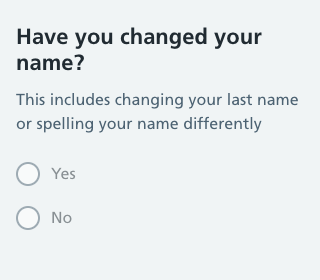 Have you changed your
name?
This includes changing your last name
or spelling your name differently
Yes
No